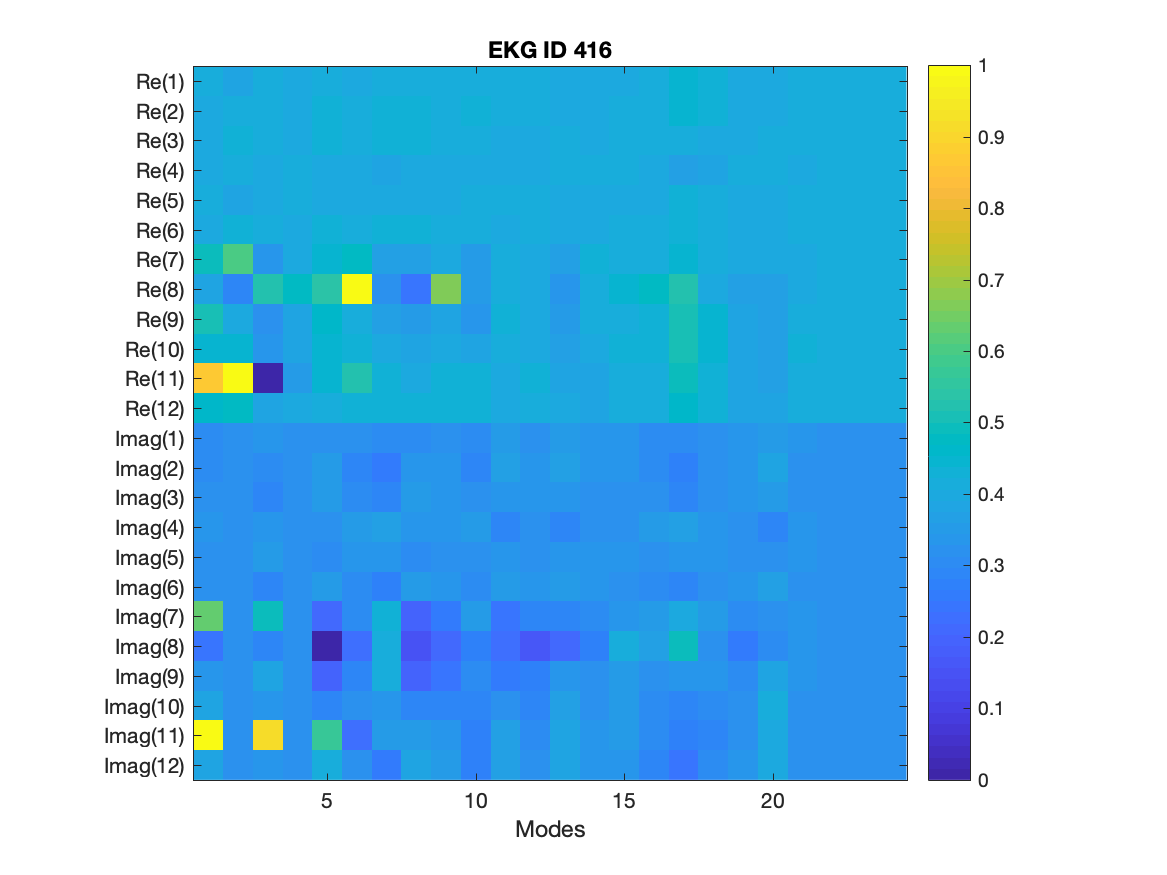 EKG ID 416
Re(1)
Re(2)
Re(3)
Re(4)
Re(5)
Re(6)
Re(7)
Re(8)
Re(9)
Re(10)
Re(11)
Re(12)
Imag(1)
Imag(2)
Imag(3)
Imag(4)
Imag(5)
Imag(6)
Imag(7)
Imag(8)
Imag(9)
Imag(10)
Imag(11)
Imag(12)
5 10 15 20
Modes
1
0.9
0.8
0.7
0.6
0.5
0.4
0.3
0.2
0.1
0